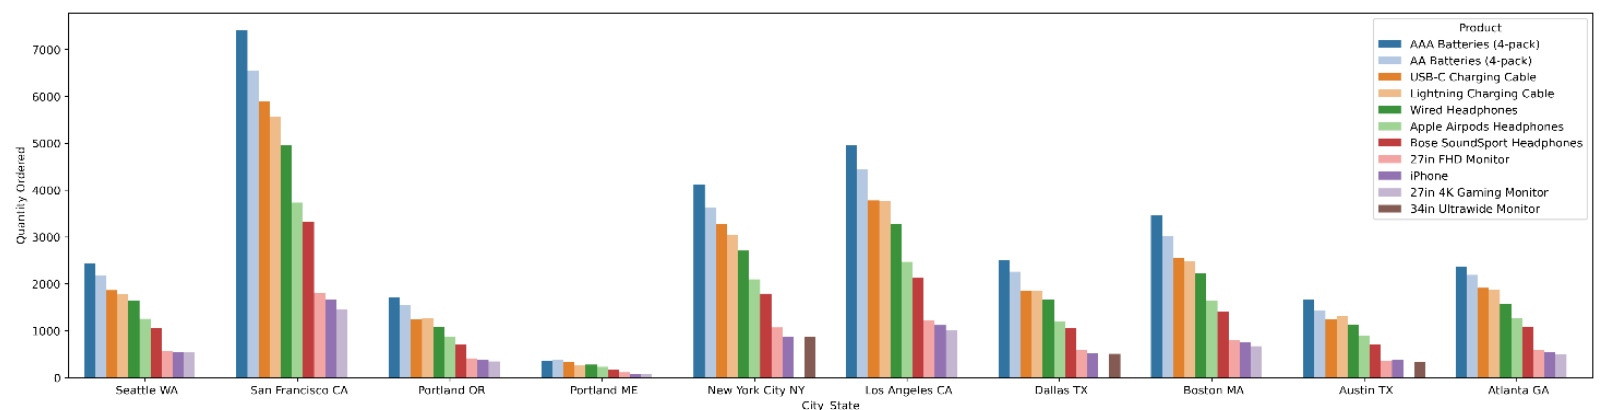 Product
AAA Batteries (4-pack)
AA Batteries (4-pack)
USB-C Charging Cable
Lightning Charging Cable
Wired Headphones
Apple Airpods Headphones
Bose SoundSport Headphones
27in FHD Monitor
iPhone
27in 4K Gaming Monitor
34in Ultrawide Monitor
Quantity Ordered
7000
6000
5000
4000
3000
2000
1000
0
Seattle WA San Francisco CA Portland OR Portland ME New York City NY Los Angeles CA Dallas TX Boston MA Austin TX Atlanta GA
City_State